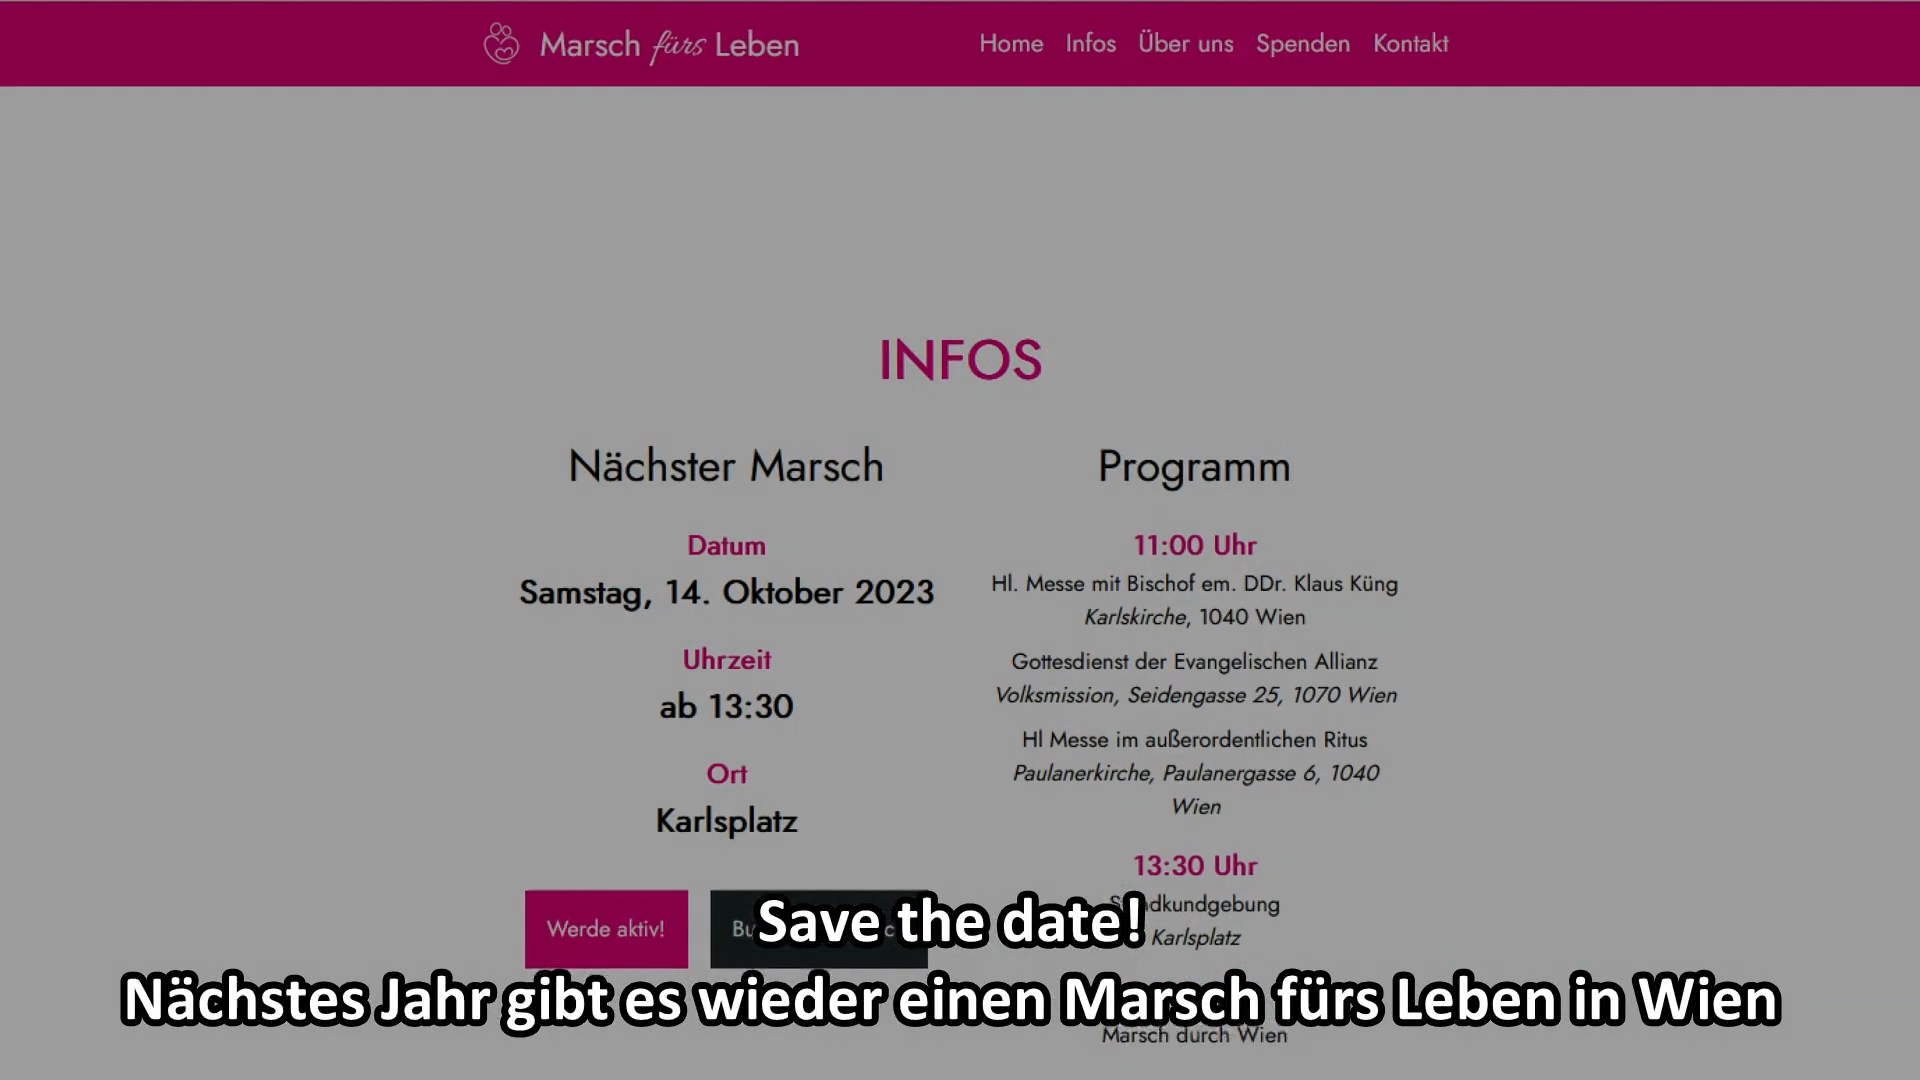 Marsch fürs Leben
Home Infos Über uns Spenden Kontakt
INFOS
Nächster Marsch
Datum
Samstag, 14. Oktober 2023
Uhrzeit
ab 13:30
Ort
Karlsplatz
Werde aktiv!
Programm
11:00 Uhr
Hl. Messe mit Bischof em. DDr. Klaus Küng
Karlskirche, 1040 Wien
Gottesdienst der Evangelischen Allianz
Volksmission, Seidengasse 25, 1070 Wien
Hl Messe im außerordentlichen Ritus
Paulanerkirche, Paulanergasse 6, 1040
Wien
13:30 Uhr
Karlsplatz
Marsch durch Wien
Save the date!
Nächstes Jahr gibt es wieder einen Marsch fürs Leben in Wien